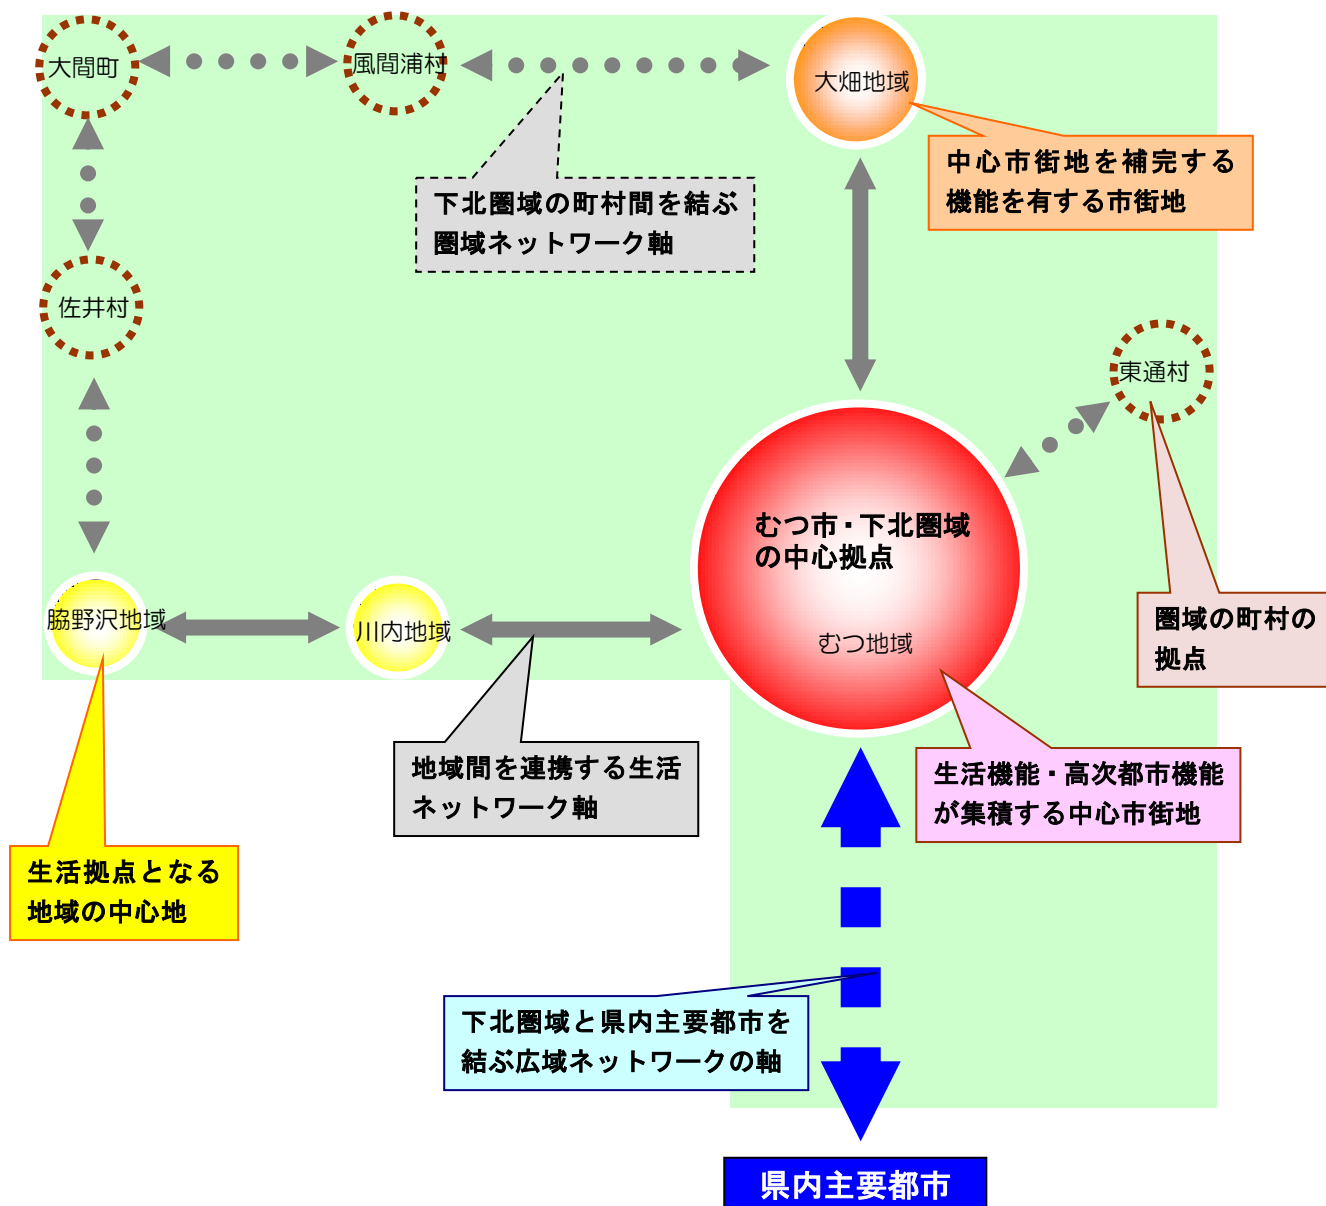 大間町
風間浦村
大畑地域
中心市街地を補完する
機能を有する市街地
下北圏域の町村間を結ぶ
圏域ネットワーク軸
佐井村
東通村
むつ市・下北圏域
の中心拠点
むつ地域
脇野沢地域
川内地域
圏域の町村の
拠点
地域間を連携する生活
ネットワーク軸
生活機能・高次都市機能
が集積する中心市街地
生活拠点となる
地域の中心地
下北圏域と県内主要都市を
結ぶ広域ネットワークの軸
県内主要都市